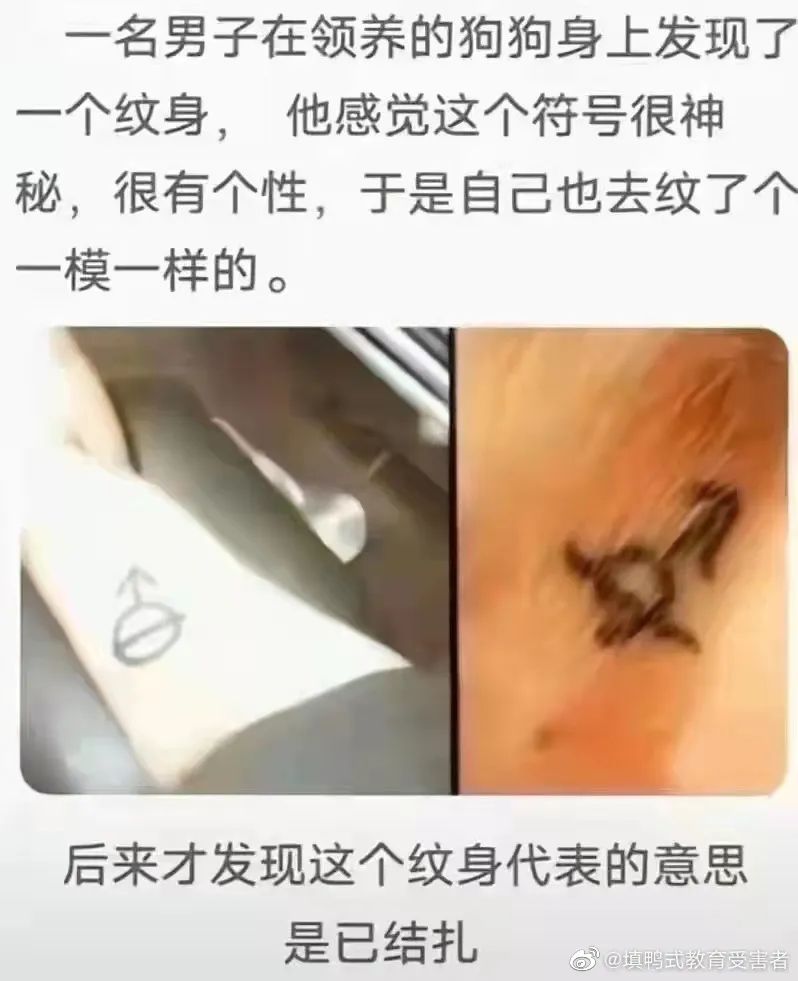 一名男子在领养的狗狗身上发现了
一个纹身， 他感觉这个符号很神
秘，很有个性，于是自己也去纹了个
一模一样的。
后来才发现这个纹身代表的意思
是已结扎
@填鸭式教育受害者